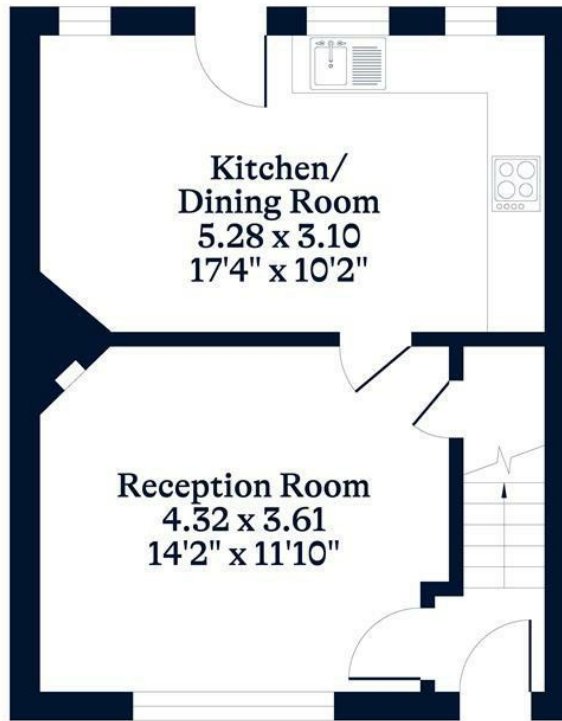 Kitchen/
Dining Room
5.28 x 3.10
17'4" x 10'2"
Reception Room
4.32 x 3.61
14'2" x 11'10"